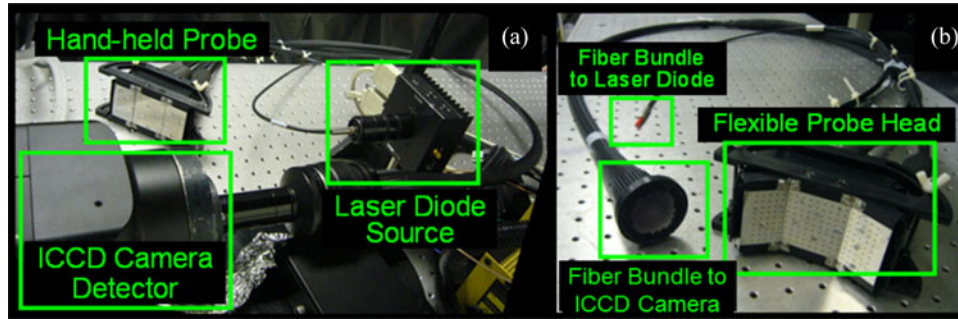 Hand-held Probe
(a)
Laser Diode
Source
ICCD Camera
Detector
(b)
Fiber Bundle
to Laser Diode
Flexible Probe Head
Fiber Bundle to
ICCD Camera